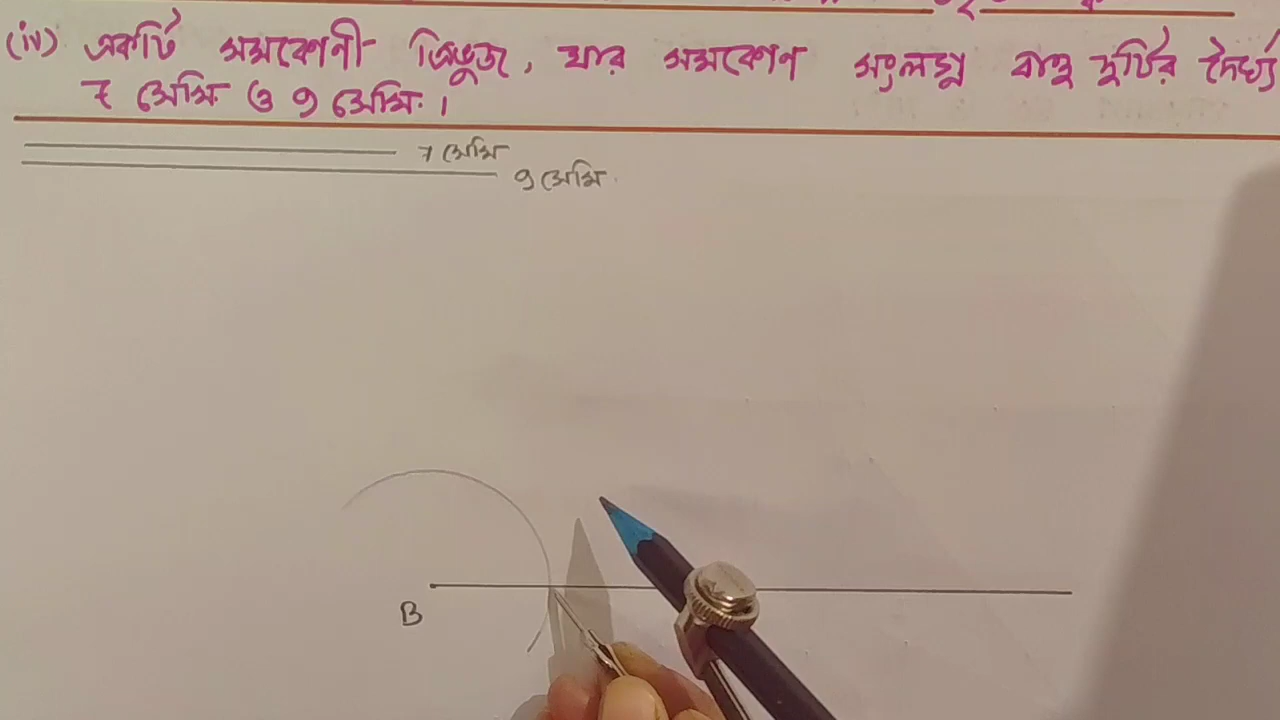 (iv) একটি সমকোণী ত্রিভুজ, যার সমকোণ সংলগ্ন বাহু দুটির দৈর্ঘ্য
৭ সেমি ও ৯ সেমি।
৭ সেমি
৯ সেমি
B